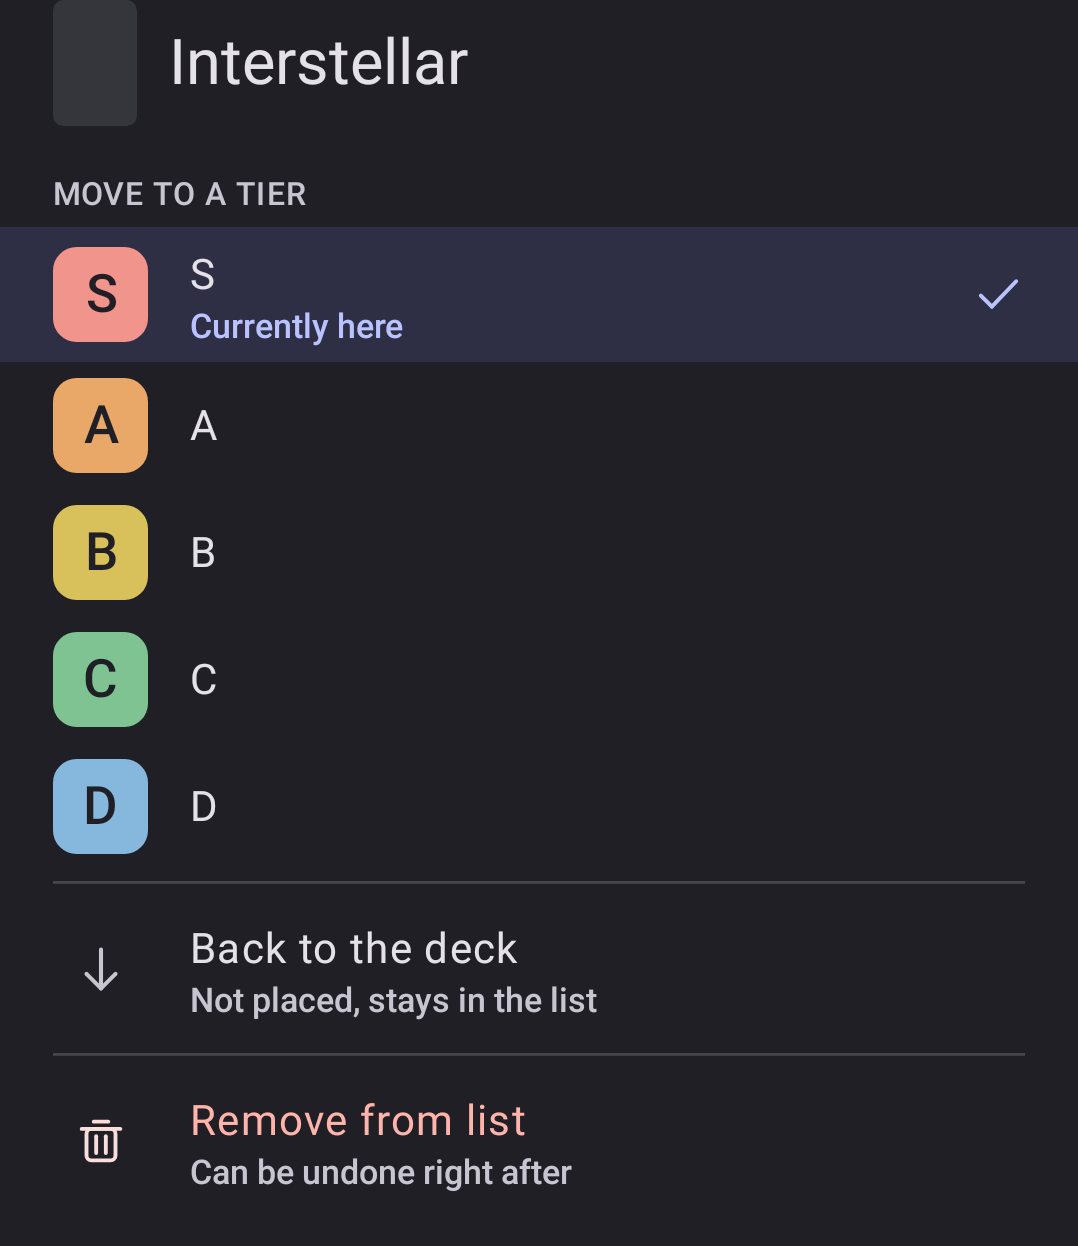 Interstellar
MOVE TO A TIER
S S
Currently here
A A
B B
C C
D D
Back to the deck
Not placed, stays in the list
Remove from list
Can be undone right after